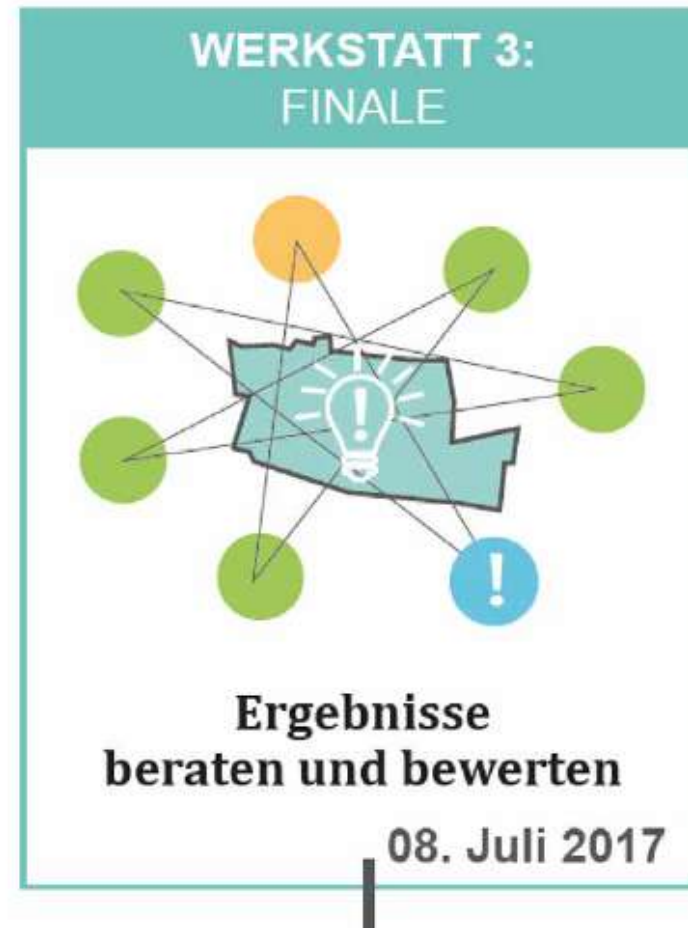 WERKSTATT 3:
FINALE
!
!
Ergebnisse
beraten und bewerten
08. Juli 2017